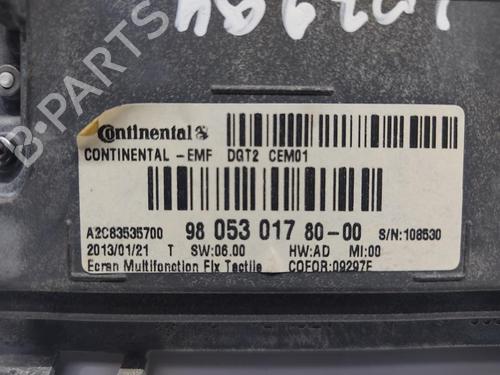 B-PARTS
Continental
CONTINENTAL -EMF DGT2 CEM01
A2C83535700 98 053 017 80-00 S/N:108530
2013/01/21 T SW:06.00 HW:AD MI:00
Ecran Multifonction Fix Tactile COFOR:09297F